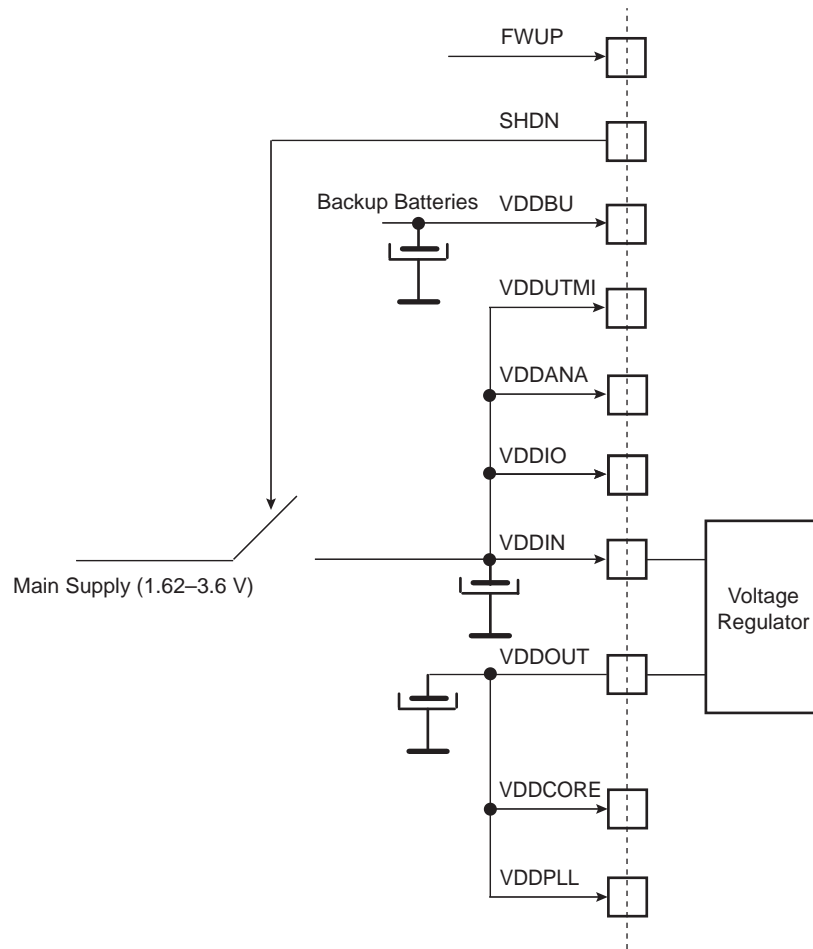 FWUP
SHDN
Backup Batteries
VDDBU
VDDUTMI
VDDANA
VDDIO
VDDIN
Main Supply (1.62–3.6 V)
Voltage
Regulator
VDDOUT
VDDCORE
VDDPLL